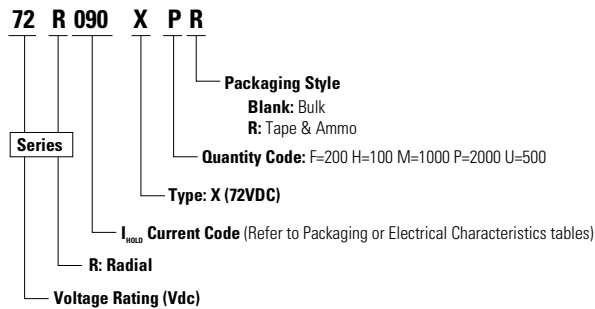 72 R 090 X P R
Packaging Style
Blank: Bulk
R: Tape & Ammo
Series
Quantity Code: F=200 H=100 M=1000 P=2000 U=500
Type: X (72VDC)
IHOLD Current Code (Refer to Packaging or Electrical Characteristics tables)
R: Radial
Voltage Rating (Vdc)